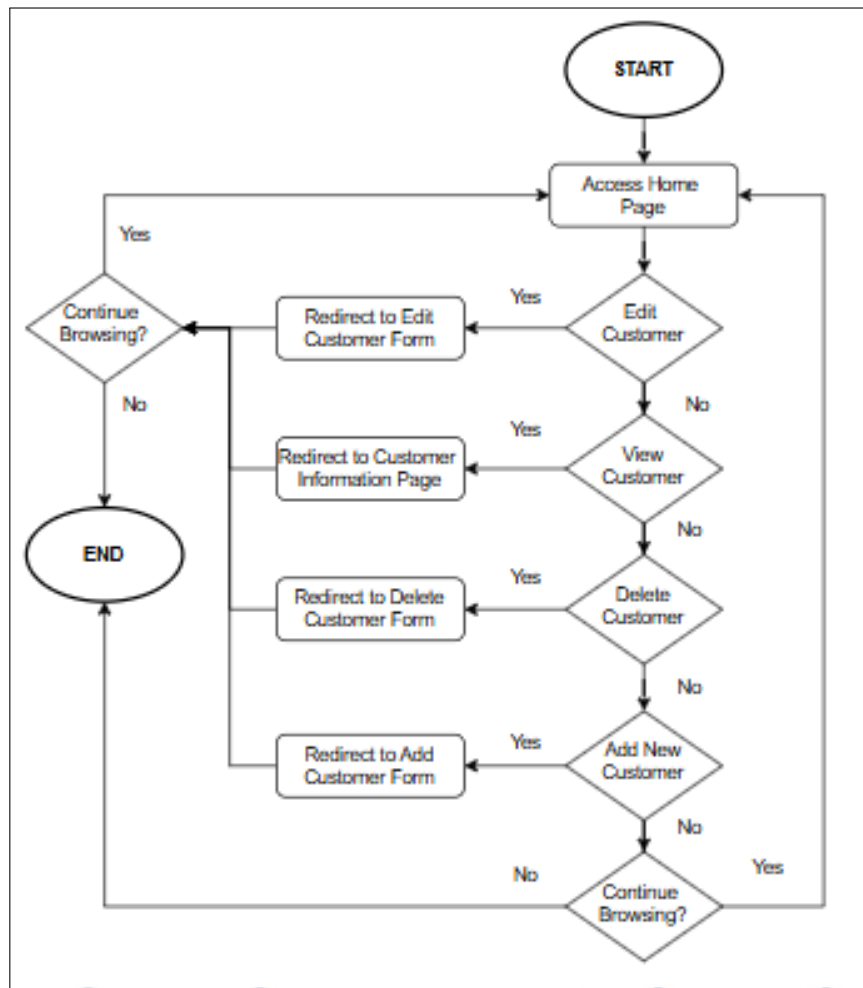 START
Access Home
Page
Yes
Continue
Browsing?
Redirect to Edit
Customer Form
Yes
Edit
Customer
No
No
Redirect to Customer
Information Page
Yes
View
Customer
No
END
Redirect to Delete
Customer Form
Yes
Delete
Customer
No
Redirect to Add
Customer Form
Yes
Add New
Customer
No
No
Continue
Browsing?
Yes